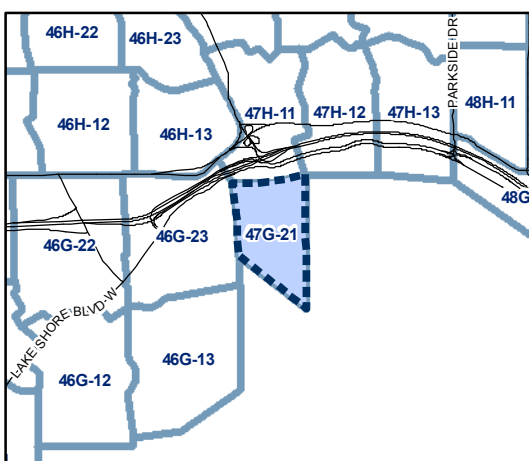 46H-22
46H-23
PARKSIDE DR
48H-11
47H-11
47H-12
47H-13
46H-12
46H-13
48G
47G-21
46G-22
46G-23
LAKE SHORE BLVD W
46G-13
46G-12